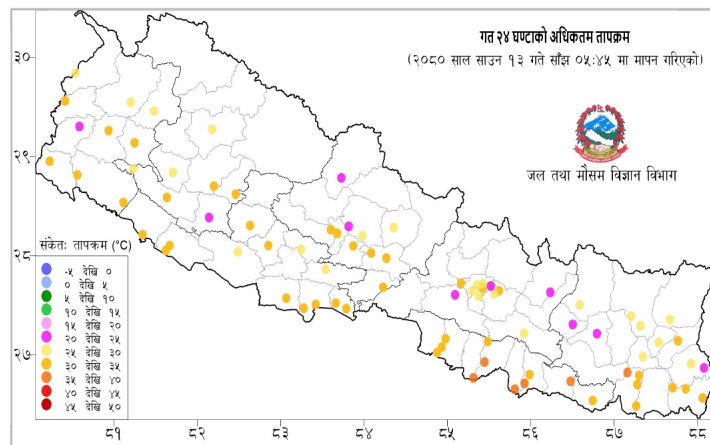 गत २४ घण्टाको अधिकतम तापक्रम
(२०८० साल साउन १३ गते साँझ ०५:४५ मा मापन गरिएको)
जल तथा मौसम विज्ञान विभाग
३०
२९
२८
२७
संकेतः तापक्रम (°C)
-५ देखि ०
० देखि ५
५ देखि १०
१० देखि १५
१५ देखि २०
२० देखि २५
२५ देखि ३०
३० देखि ३५
३५ देखि ४०
४० देखि ४५
४५ देखि ५०
८१ ८२ ८३ ८४ ८५ ८६ ८७ ८८